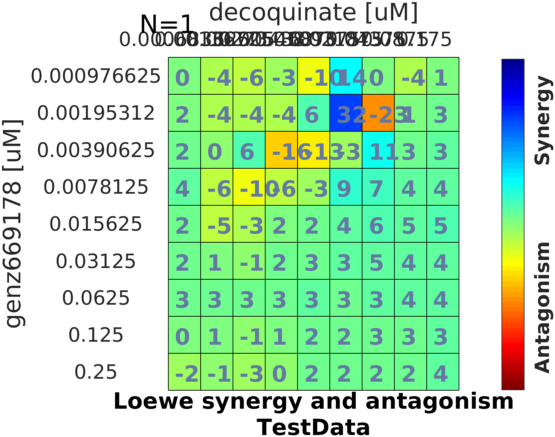 decoquinate [uM]
N=1
genz669178 [uM]
0.000976625 0 -4 -6 -3 -10 14 0 -4 1
0.00195312 2 -4 -4 -4 6 32 -23 1 3
0.00390625 2 0 6 -16 -13 -3 11 3 3
0.0078125 4 -6 -10 -6 -3 9 7 4 4
0.015625 2 -5 -3 2 2 4 6 5 5
0.03125 2 1 -1 2 3 3 5 4 4
0.0625 3 3 3 3 3 3 3 4 4
0.125 0 1 -1 1 2 2 3 3 3
0.25 -2 -1 -3 0 2 2 2 2 4
Synergy
Antagonism
Loewe synergy and antagonism
TestData